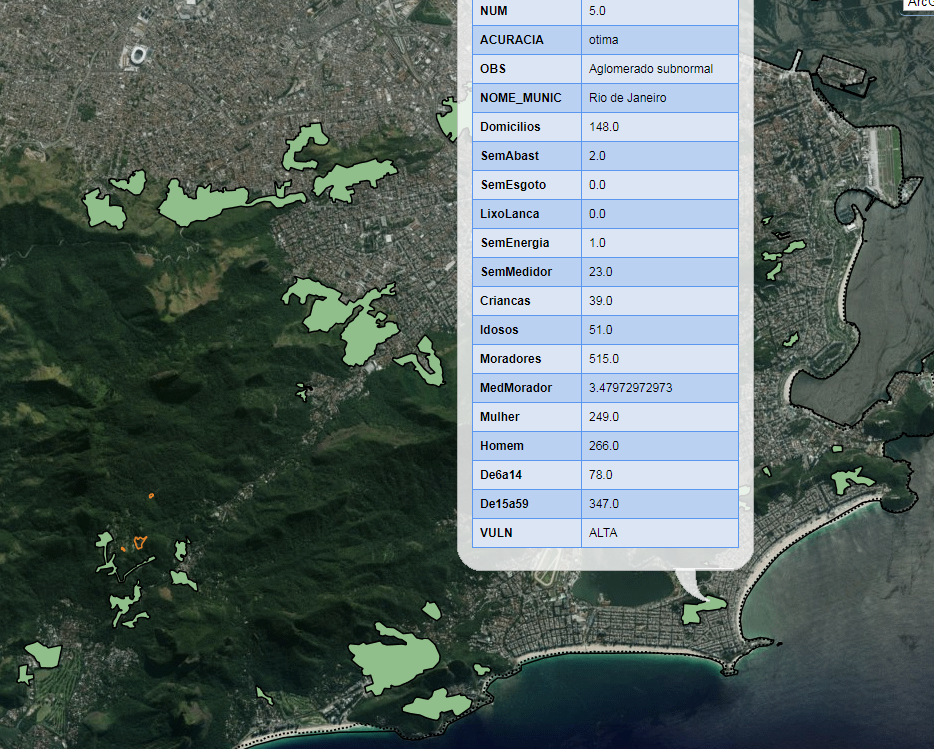 ArcG
NUM 5.0
ACURACIA otima
OBS Aglomerado subnormal
NOME_MUNIC Rio de Janeiro
Domicilios 148.0
SemAbast 2.0
SemEsgoto 0.0
LixoLanca 0.0
SemEnergia 1.0
SemMedidor 23.0
Criancas 39.0
Idosos 51.0
Moradores 515.0
MedMorador 3.47972972973
Mulher 249.0
Homem 266.0
De6a14 78.0
De15a59 347.0
VULN ALTA